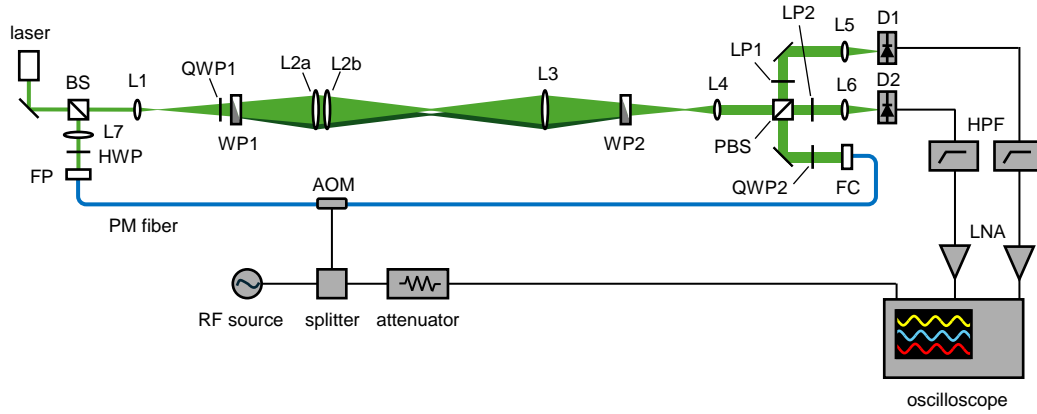 laser
BS
L1
QWP1
L2a
L2b
L3
L4
LP1
LP2
L5
D1
L6
D2
L7
HWP
WP1
WP2
PBS
HPF
FP
AOM
QWP2
FC
PM fiber
LNA
RF source
splitter
attenuator
oscilloscope